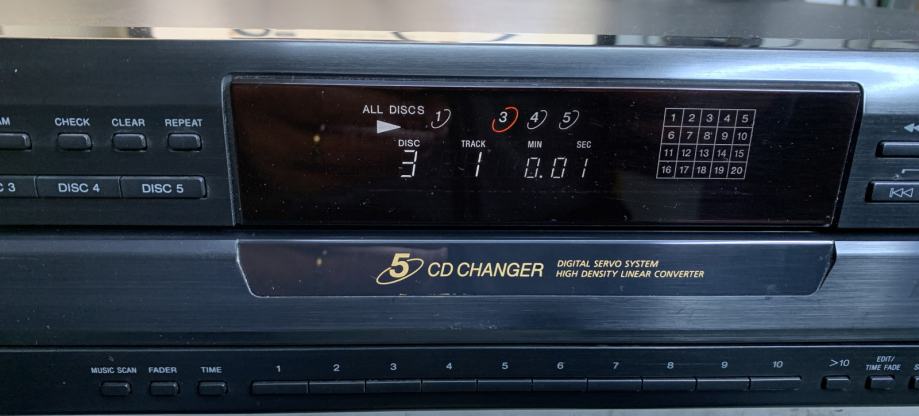 ALL DISCS 1 3 4 5
DISC TRACK MIN SEC
3 1 0.01
1 2 3 4 5
6 7 8 9 10
11 12 13 14 15
16 17 18 19 20
CHECK CLEAR REPEAT
DISC 4 DISC 5
5 CD CHANGER
DIGITAL SERVO SYSTEM
HIGH DENSITY LINEAR CONVERTER
MUSIC SCAN FADER TIME 1 2 3 4 5 6 7 8 9 10 >10 EDIT/
TIME FADE